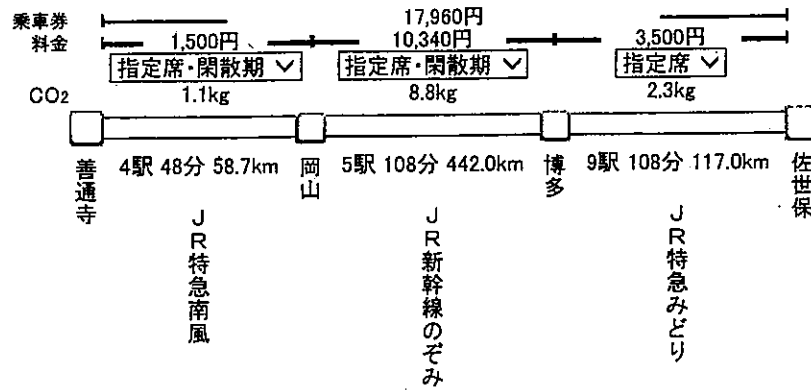 乗車券 17,960円
料金 1,500円 10,340円 3,500円
指定席・閑散期 指定席・閑散期 指定席
CO2 1.1kg 8.8kg 2.3kg
善通寺 4駅 48分 58.7km 岡山 5駅 108分 442.0km 博多 9駅 108分 117.0km 佐世保
JR特急南風
JR新幹線のぞみ
JR特急みどり